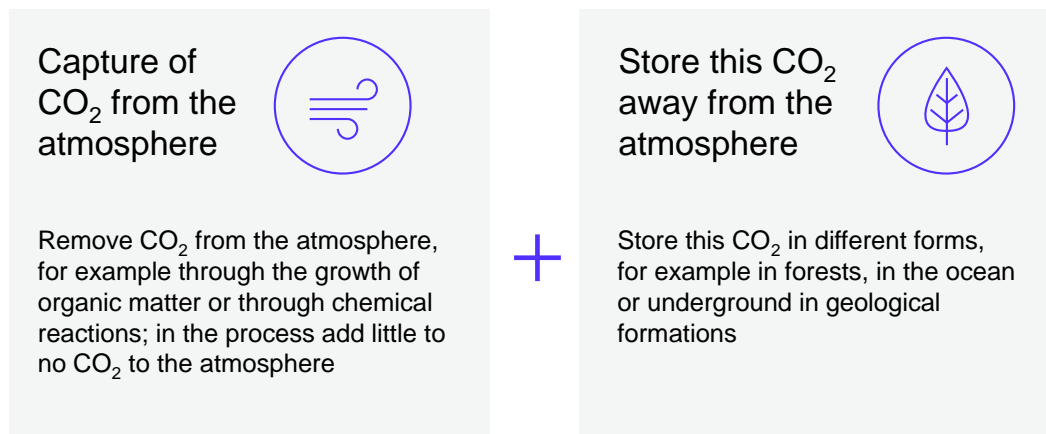 Capture of
CO₂ from the
atmosphere
Remove CO₂ from the atmosphere,
for example through the growth of
organic matter or through chemical
reactions; in the process add little to
no CO₂ to the atmosphere
+
Store this CO₂
away from the
atmosphere
Store this CO₂ in different forms,
for example in forests, in the ocean
or underground in geological
formations